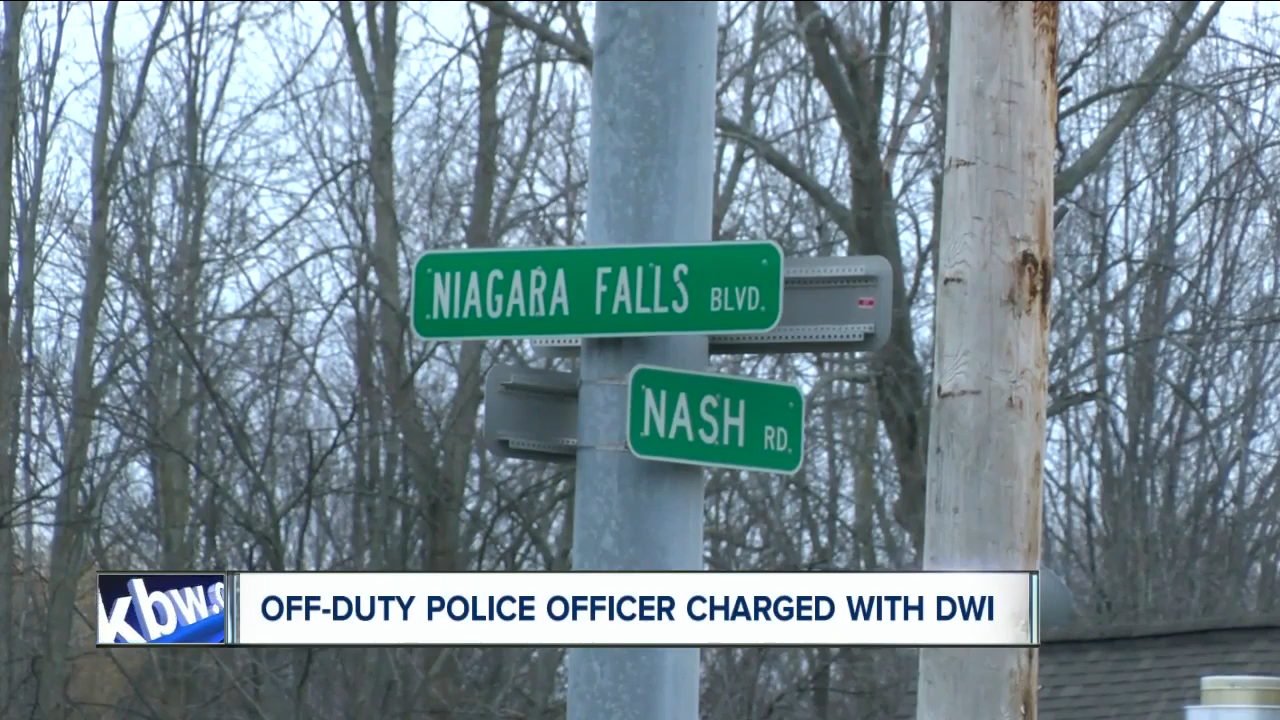 NIAGARA FALLS BLVD.
NASH RD.
kbw
OFF-DUTY POLICE OFFICER CHARGED WITH DWI